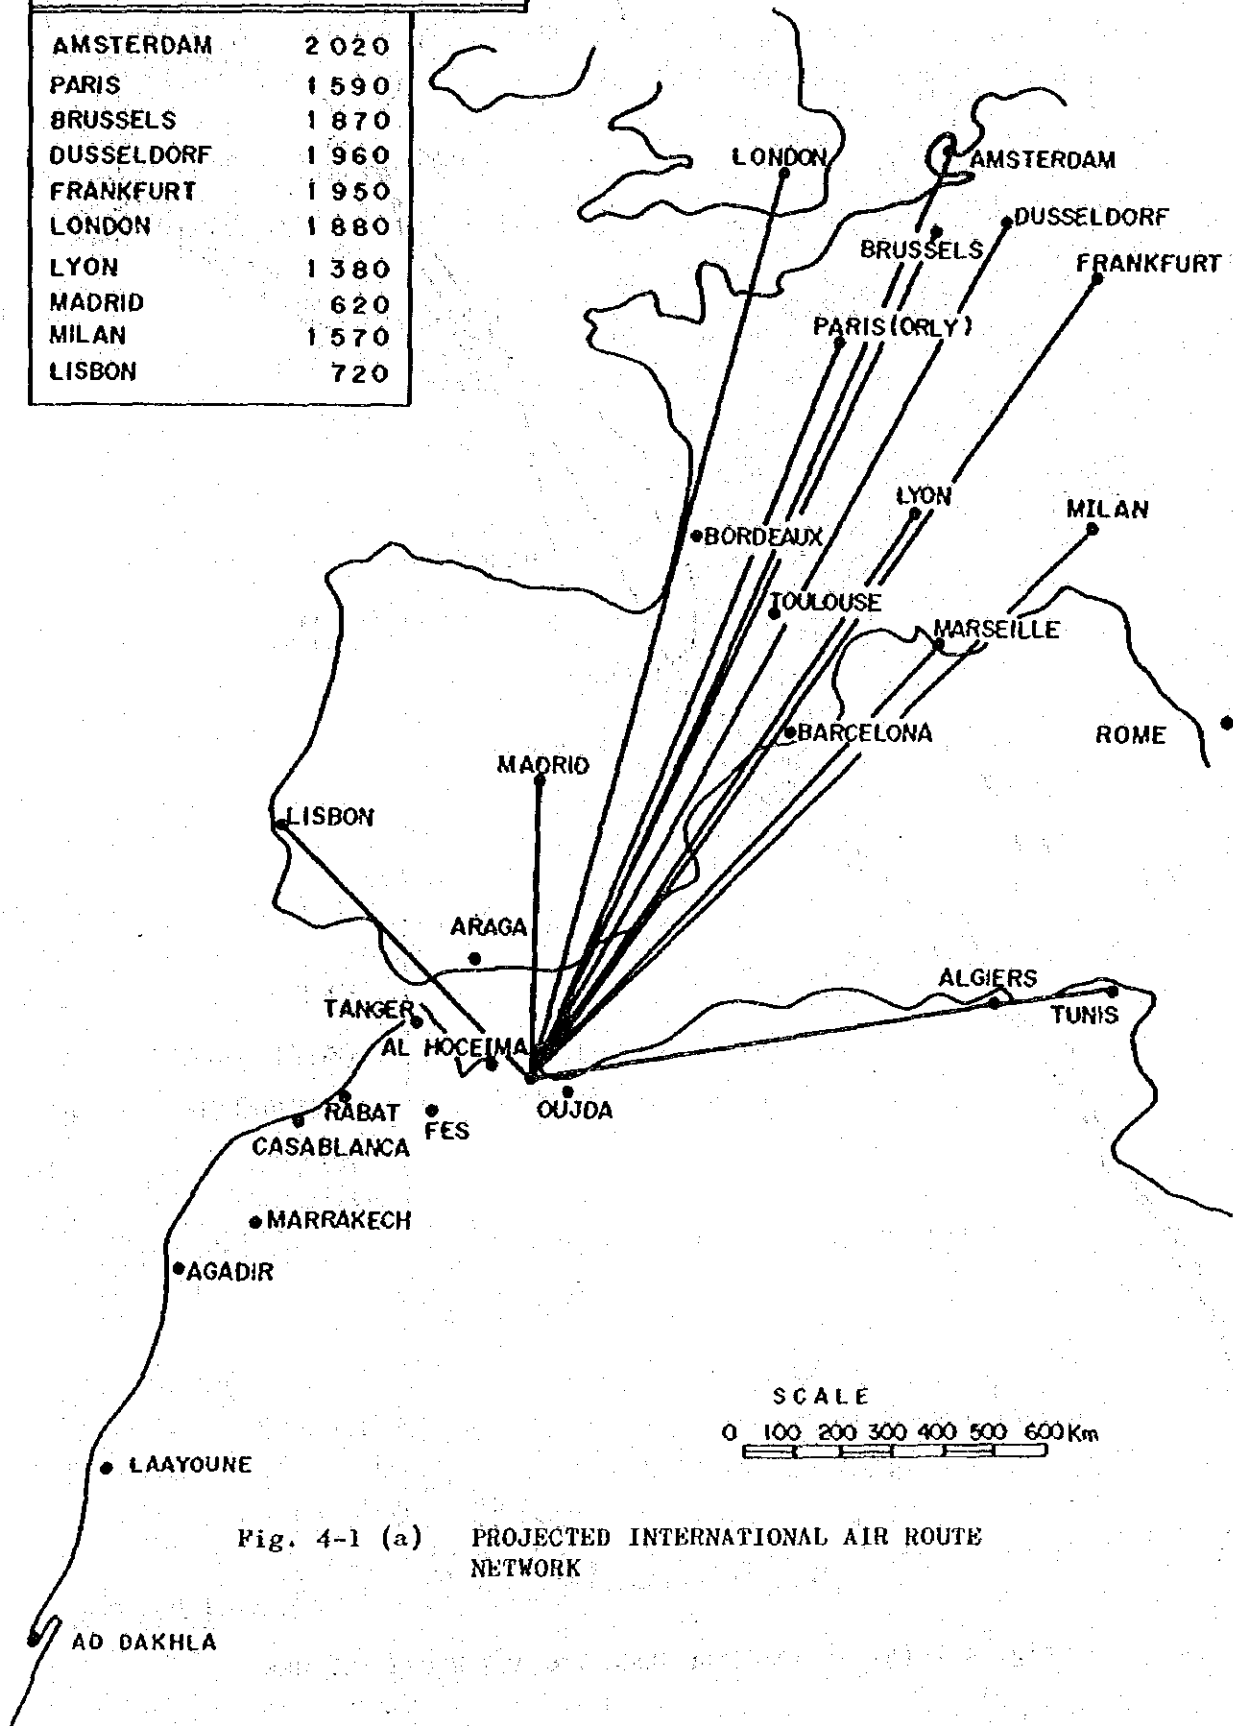 AMSTERDAM 2020
PARIS 1590
BRUSSELS 1870
DUSSELDORF 1960
FRANKFURT 1950
LONDON 1880
LYON 1380
MADRID 620
MILAN 1570
LISBON 720
LONDON
AMSTERDAM
DUSSELDORF
BRUSSELS
FRANKFURT
PARIS (ORLY)
LYON
MILAN
BORDEAUX
TOULOUSE
MARSEILLE
BARCELONA
ROME
MADRID
LISBON
ARAGA
ALGIERS
TANGER
TUNIS
AL HOCEIMA
RABAT
OUJDA
FES
CASABLANCA
MARRAKECH
AGADIR
SCALE
0 100 200 300 400 500 600 Km
LAAYOUNE
Fig. 4-1 (a) PROJECTED INTERNATIONAL AIR ROUTE
NETWORK
AD DAKHLA